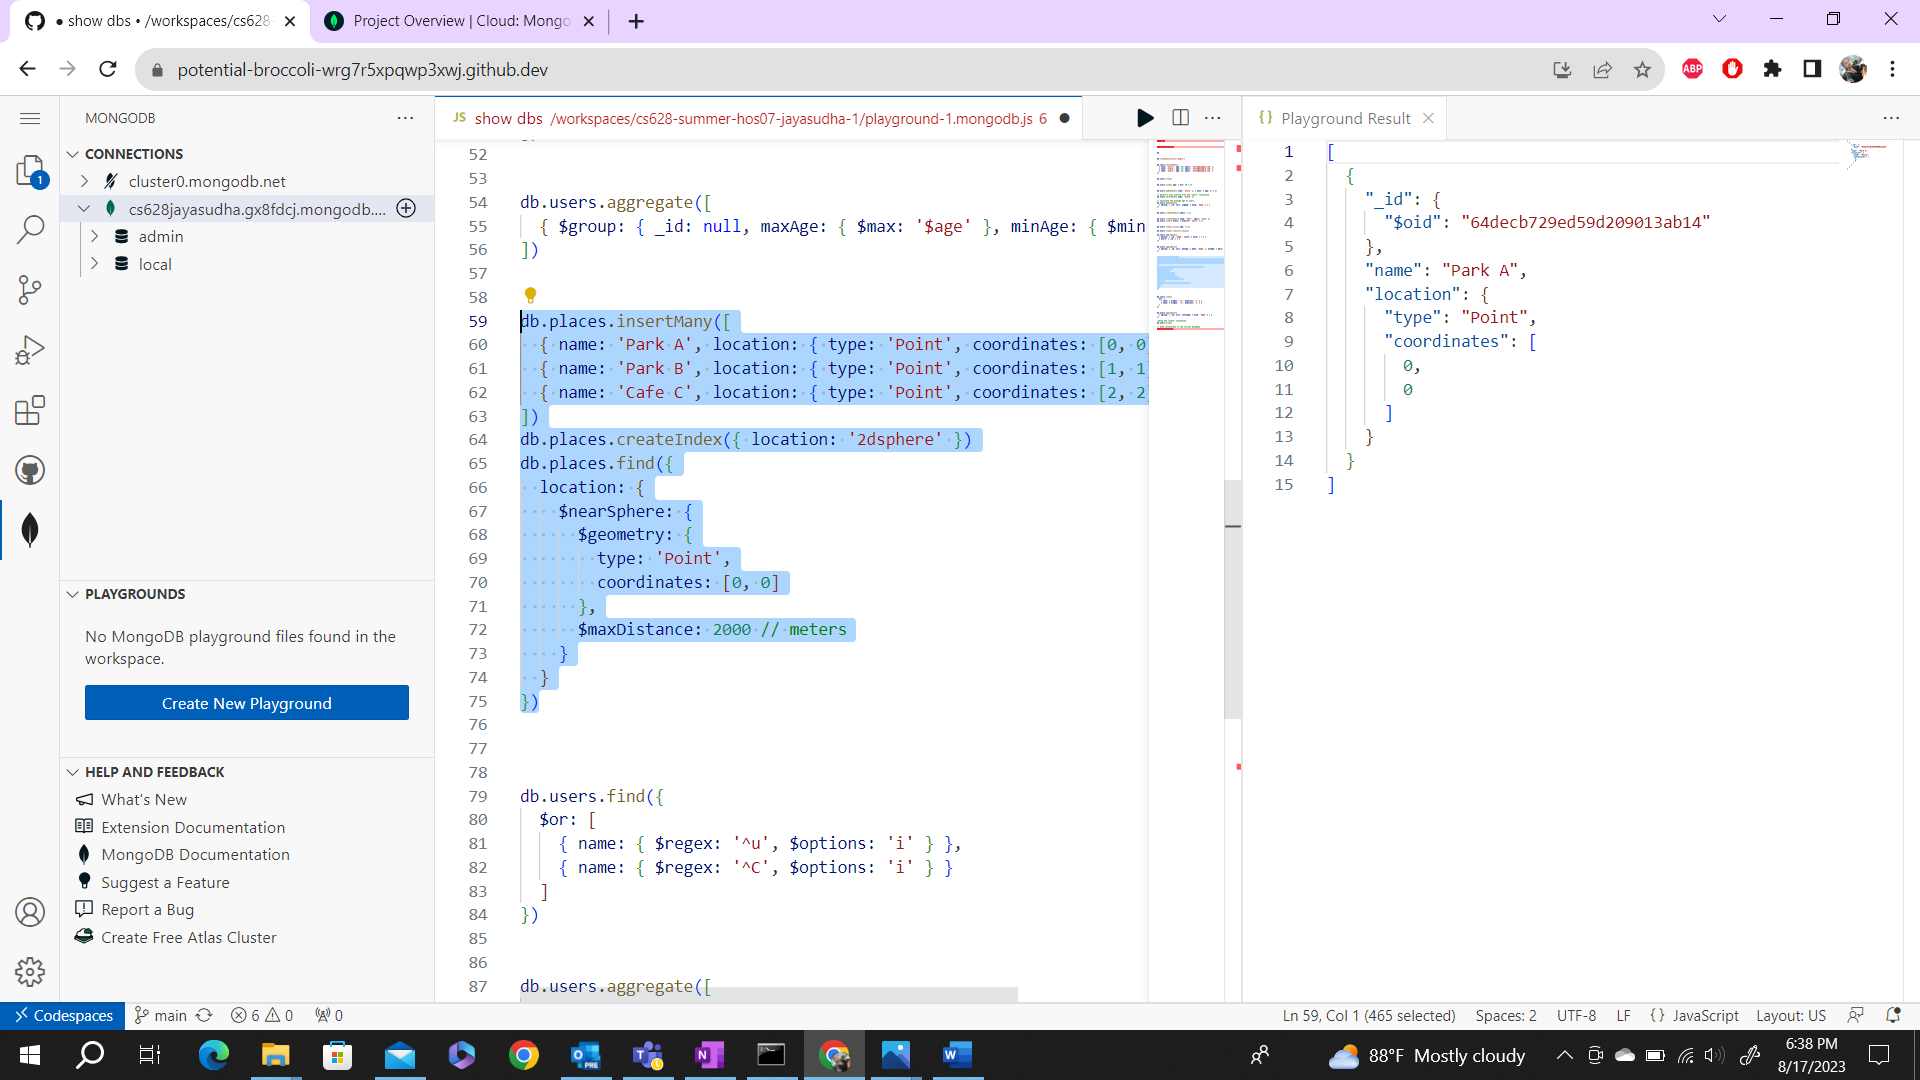 show dbs • /workspaces/cs628-
Project Overview | Cloud: Mongo
potential-broccoli-wrg7r5xpqwp3xwj.github.dev
ABP
MONGODB
CONNECTIONS
cluster0.mongodb.net
cs628jayasudha.gx8fdcj.mongodb....
admin
local
PLAYGROUNDS
No MongoDB playground files found in the
workspace.
Create New Playground
HELP AND FEEDBACK
What's New
Extension Documentation
MongoDB Documentation
Suggest a Feature
Report a Bug
Create Free Atlas Cluster
1
JS show dbs /workspaces/cs628-summer-hos07-jayasudha-1/playground-1.mongodb.js 6
52
53
54 db.users.aggregate([
55 { $group: { _id: null, maxAge: { $max: '$age' }, minAge: { $min
56 ])
57
58
59 db.places.insertMany([
60 { name: 'Park A', location: { type: 'Point', coordinates: [0, 0
61 { name: 'Park B', location: { type: 'Point', coordinates: [1, 1
62 { name: 'Cafe C', location: { type: 'Point', coordinates: [2, 2
63 ])
64 db.places.createIndex({ location: '2dsphere' })
65 db.places.find({
66 location: {
67 $nearSphere: {
68 $geometry: {
69 type: 'Point',
70 coordinates: [0, 0]
71 },
72 $maxDistance: 2000 // meters
73 }
74 }
75 })
76
77
78
79 db.users.find({
80 $or: [
81 { name: { $regex: '^u', $options: 'i' } },
82 { name: { $regex: '^C', $options: 'i' } }
83 ]
84 })
85
86
87 db.users.aggregate([
{} Playground Result
1 [
2 {
3 "_id": {
4 "$oid": "64decb729ed59d209013ab14"
5 },
6 "name": "Park A",
7 "location": {
8 "type": "Point",
9 "coordinates": [
10 0,
11 0
12 ]
13 }
14 }
15 ]
Codespaces main 6 0 0
Ln 59, Col 1 (465 selected) Spaces: 2 UTF-8 LF {} JavaScript Layout: US
88°F Mostly cloudy
6:38 PM
8/17/2023